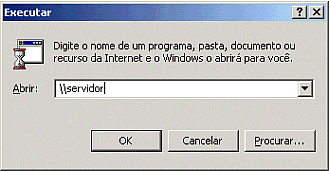 Executar
Digite o nome de um programa, pasta, documento ou
recurso da Internet e o Windows o abrirá para você.
Abrir: \\servidor
OK Cancelar Procurar...